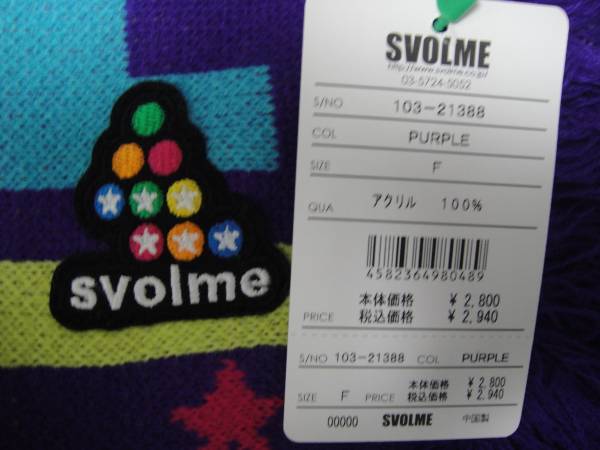 svolme
SVOLME
http://www.svolme.co.jp/
03-5724-5052
S/NO 103-21388
COL PURPLE
SIZE F
QUA アクリル 100%
4582364980489
本体価格 ¥ 2,800
PRICE 税込価格 ¥ 2,940
S/NO 103-21388 COL PURPLE
本体価格 ¥ 2,800
SIZE F PRICE 税込価格 ¥ 2,940
00000 SVOLME 中国製